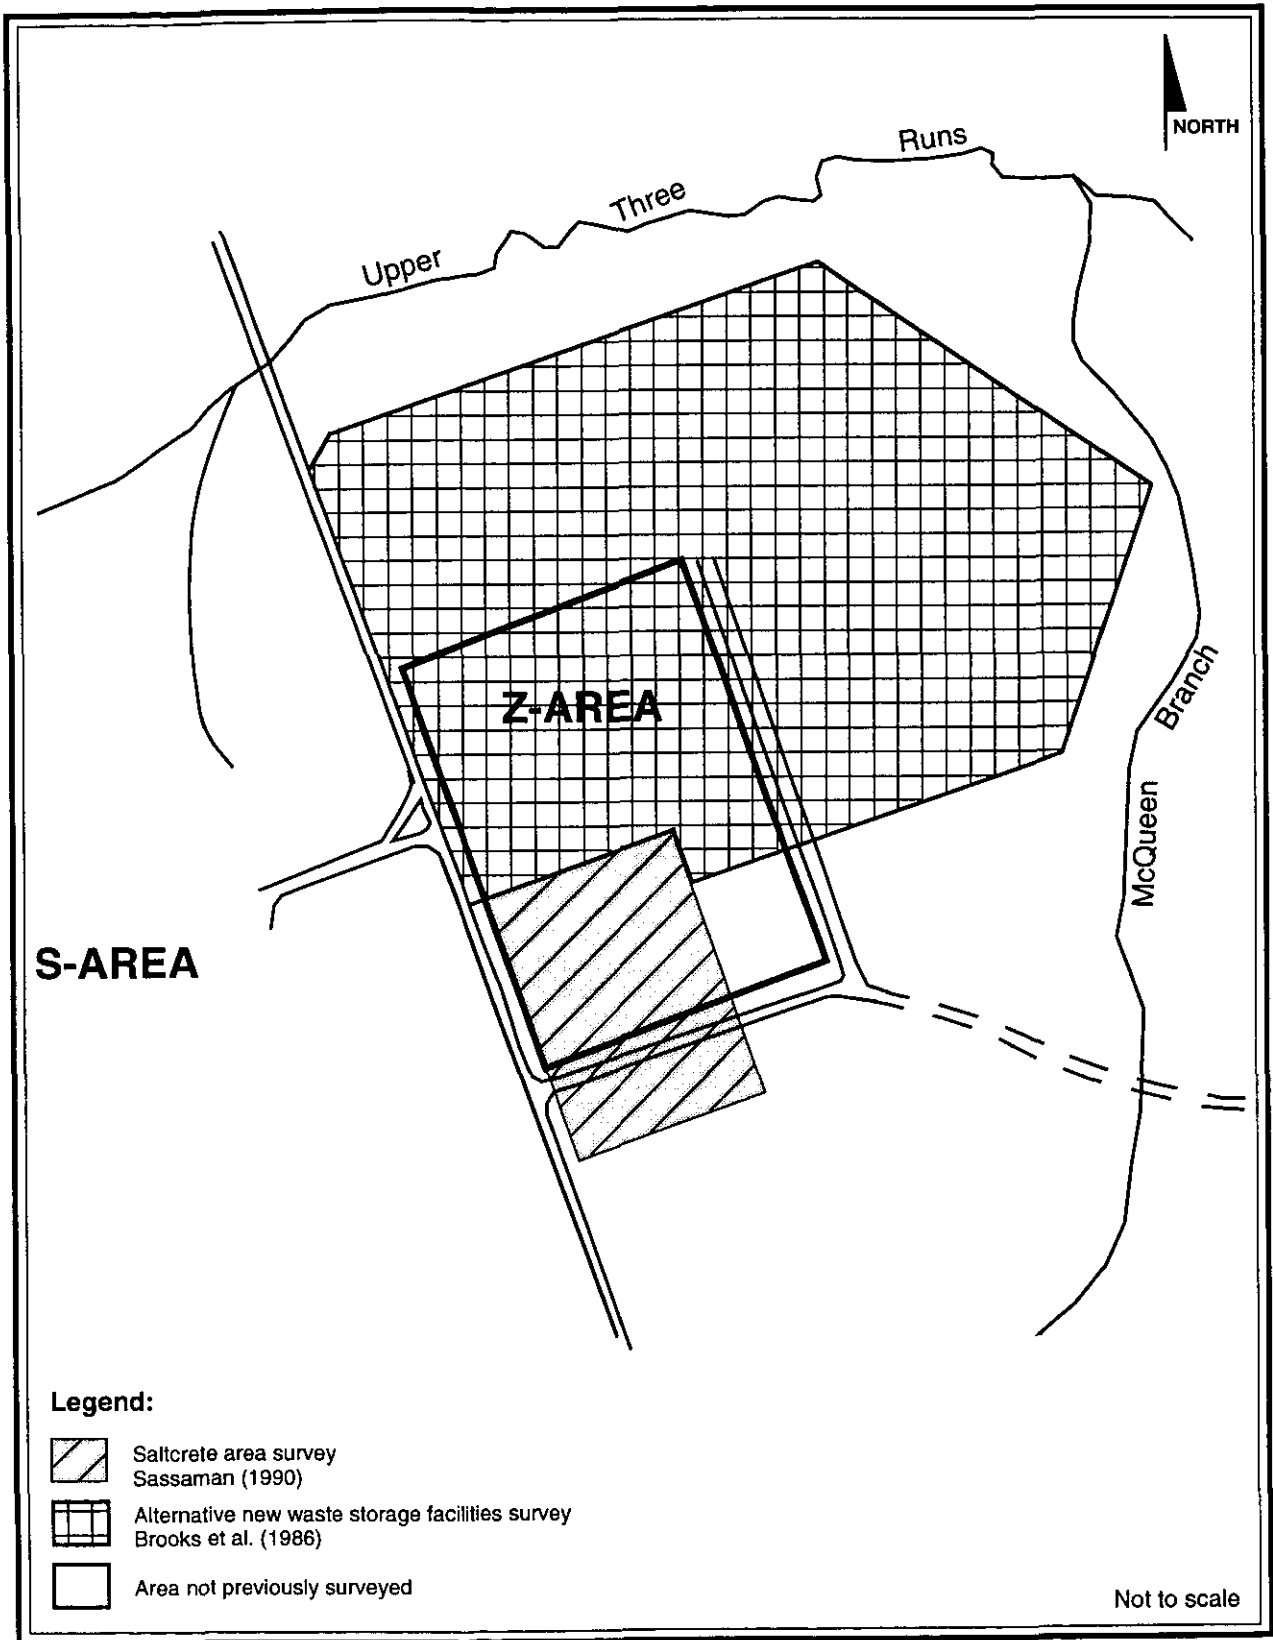 NORTH
Runs
Three
Upper
Z-AREA
Branch
McQueen
S-AREA
Legend:
Saltcrete area survey
Sassaman (1990)
Alternative new waste storage facilities survey
Brooks et al. (1986)
Area not previously surveyed
Not to scale